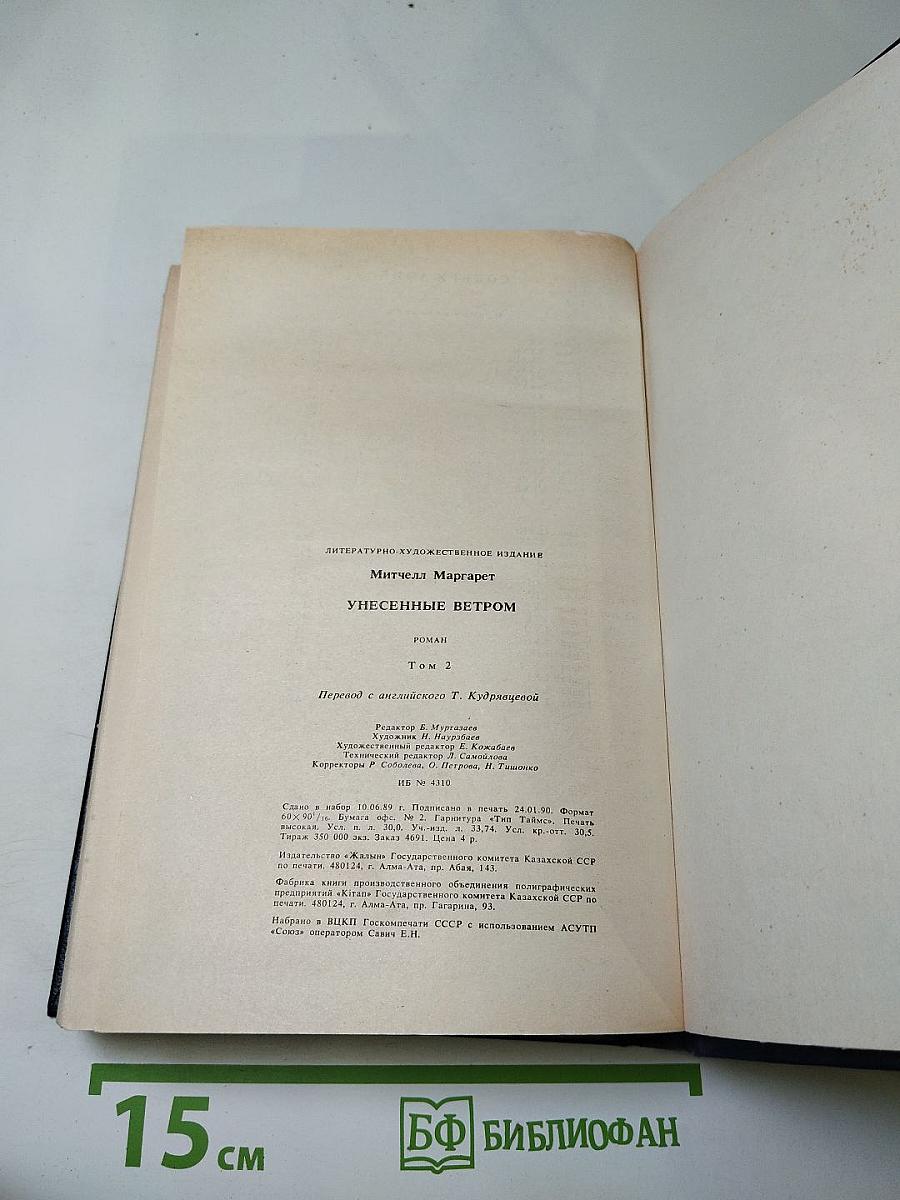 ЛИТЕРАТУРНО-ХУДОЖЕСТВЕННОЕ ИЗДАНИЕ
Митчелл Маргарет
УНЕСЕННЫЕ ВЕТРОМ
РОМАН
Том 2
Перевод с английского Т. Кудрявцевой
Редактор Б. Муртазаев
Художник Н. Наурзбаев
Художественный редактор Е. Кожабаев
Технический редактор Л. Самойлова
Корректоры Р. Соболева, О. Петрова, Н. Тишонко
ИБ № 4310
Сдано в набор 10.06.89 г. Подписано в печать 24.01.90. Формат
60×90¹/₁₆. Бумага офс. № 2. Гарнитура «Тип Таймс». Печать
высокая. Усл. п. л. 30,0. Уч.-изд. л. 33,74. Усл. кр.-отт. 30,5.
Тираж 350 000 экз. Заказ 4691. Цена 4 р.
Издательство «Жалын» Государственного комитета Казахской ССР
по печати. 480124, г. Алма-Ата, пр. Абая, 143.
Фабрика книги производственного объединения полиграфических
предприятий «Кітап» Государственного комитета Казахской ССР по
печати. 480124, г. Алма-Ата, пр. Гагарина, 93.
Набрано в ВЦКП Госкомпечати СССР с использованием АСУТП
«Союз» оператором Савич Е.Н.
15 см
БФ БИБЛИОФАН